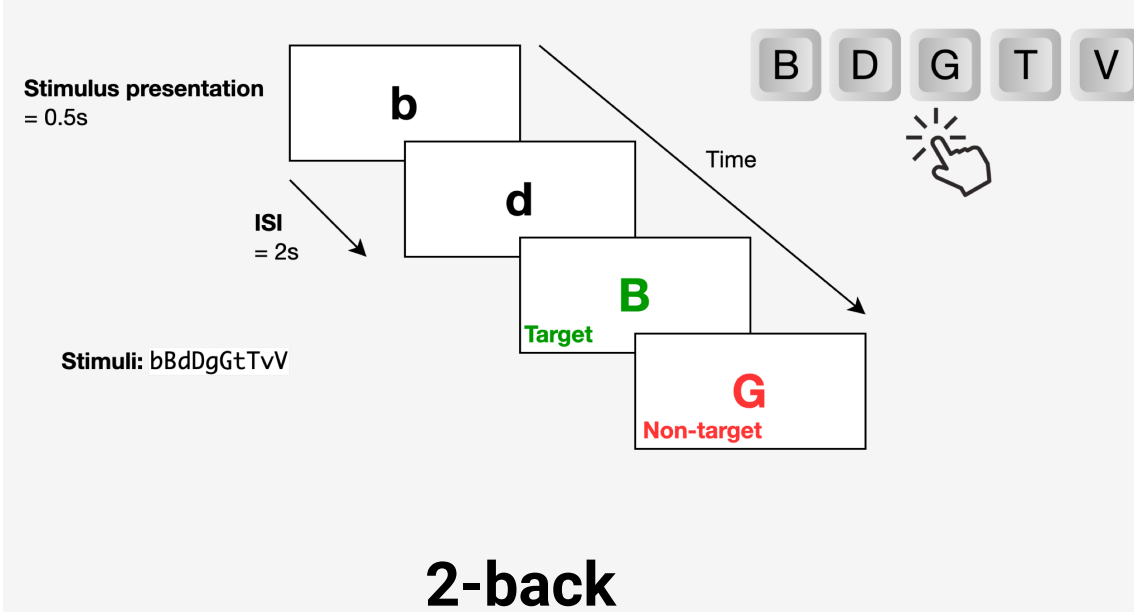 Stimulus presentation
= 0.5s
b
B D G T V
Time
d
ISI
= 2s
B
Target
Stimuli: bBdDgGtTvV
G
Non-target
2-back